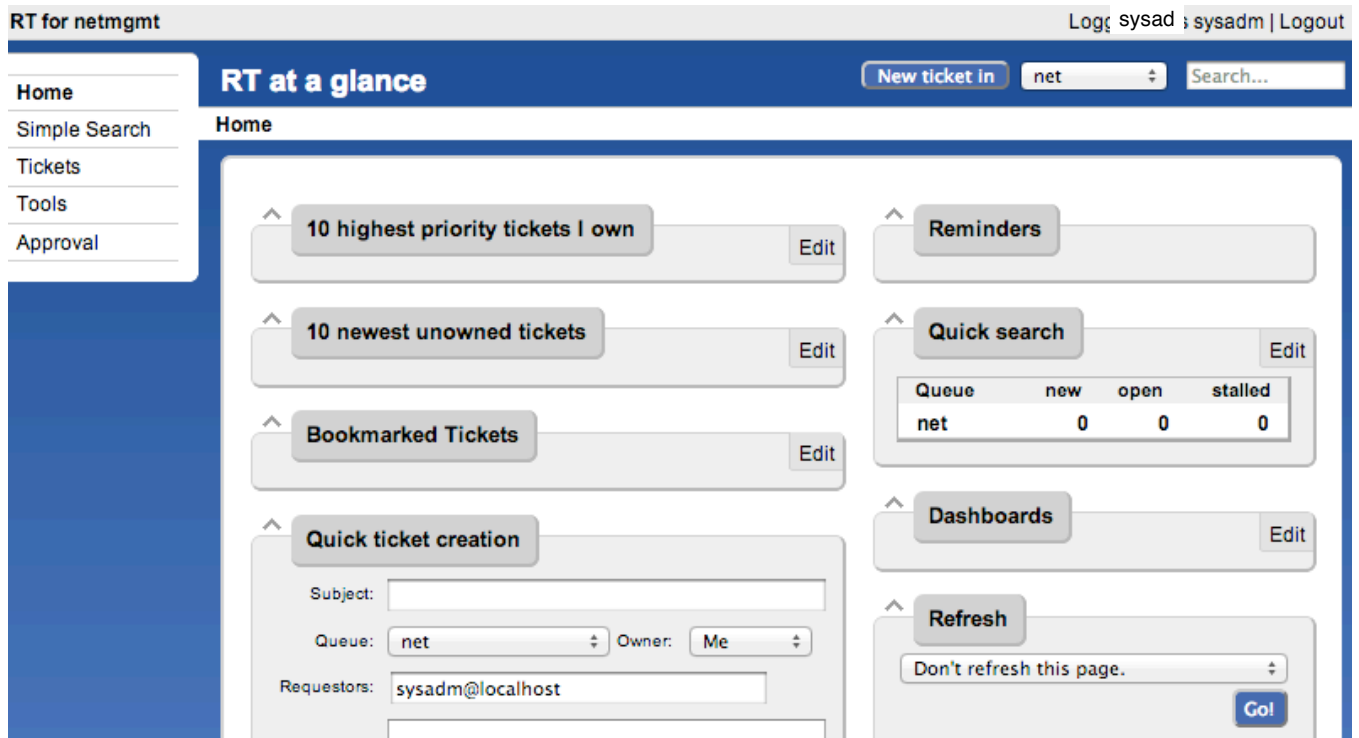 RT for netmgmt
Logg sysad s sysadm | Logout
Home
Simple Search
Tickets
Tools
Approval
RT at a glance
New ticket in
net
Search...
Home
10 highest priority tickets I own
Edit
10 newest unowned tickets
Edit
Bookmarked Tickets
Edit
Quick ticket creation
Subject:
Queue: net Owner: Me
Requestors: sysadm@localhost
Reminders
Quick search
Edit
Queue new open stalled
net 0 0 0
Dashboards
Edit
Refresh
Don't refresh this page.
Go!